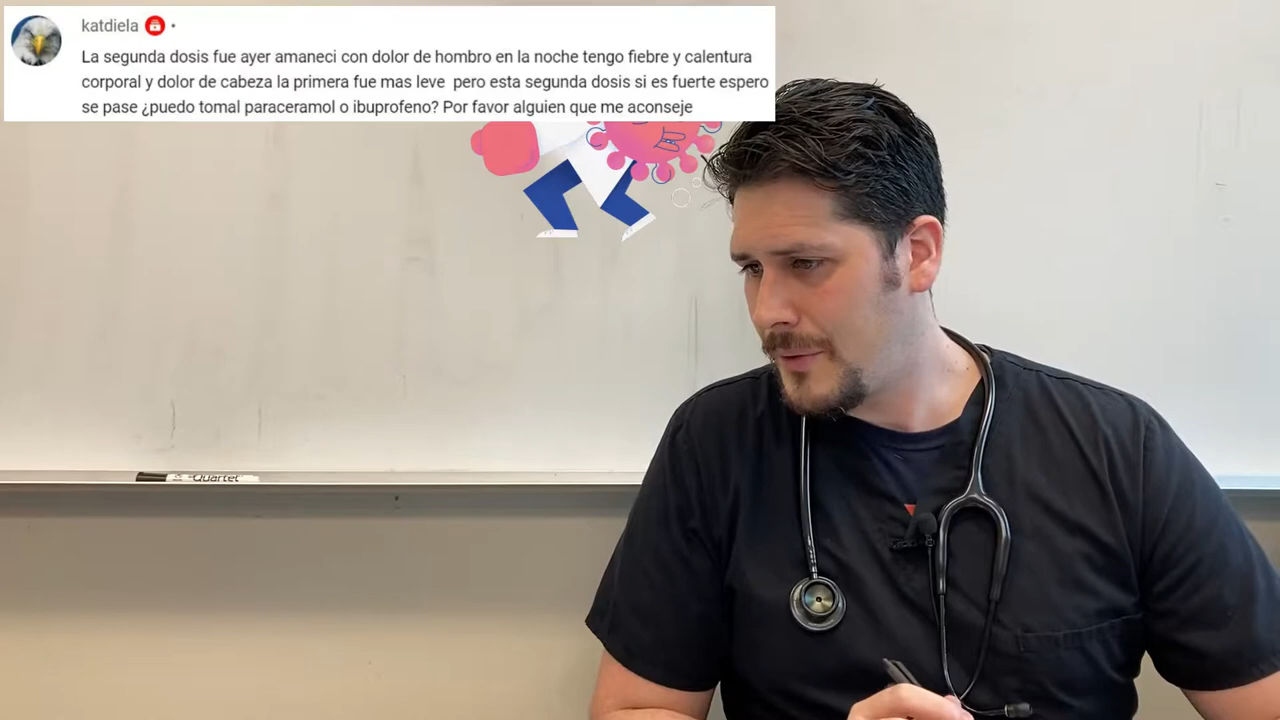 katdiela
La segunda dosis fue ayer amaneci con dolor de hombro en la noche tengo fiebre y calentura
corporal y dolor de cabeza la primera fue mas leve pero esta segunda dosis si es fuerte espero
se pase ¿puedo tomal paraceramol o ibuprofeno? Por favor alguien que me aconseje
Quartet